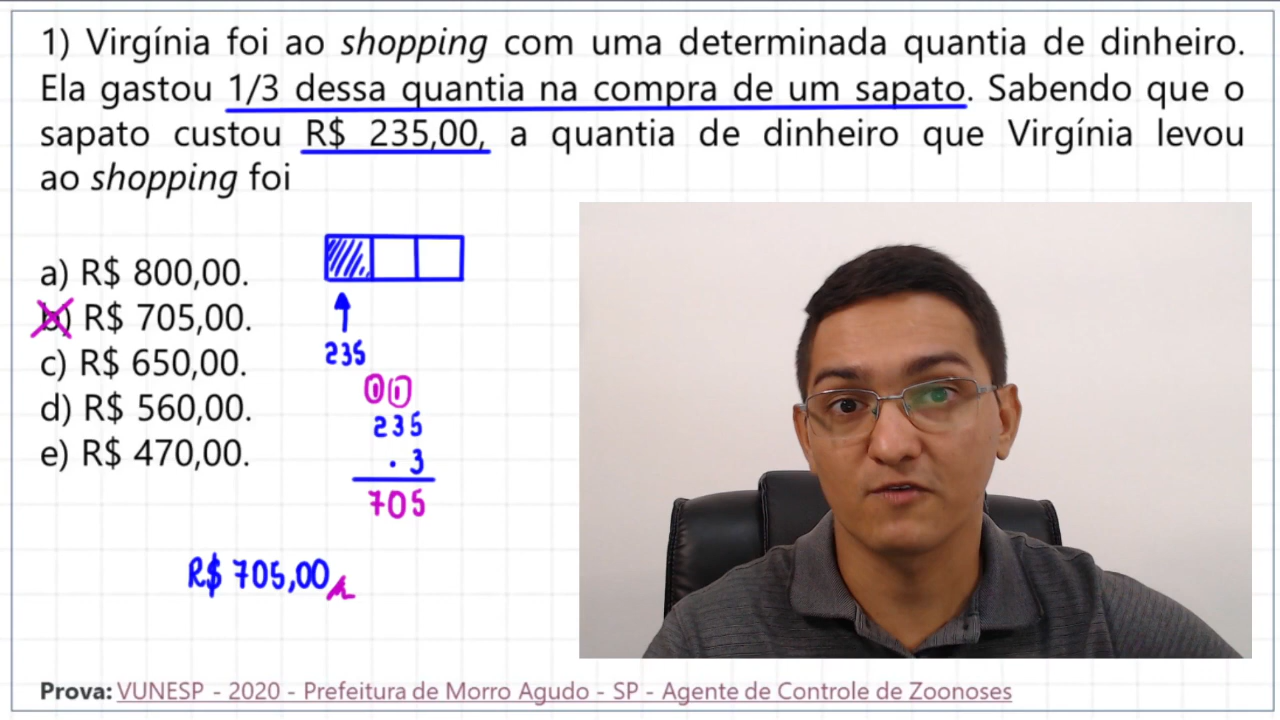 1) Virgínia foi ao shopping com uma determinada quantia de dinheiro.
Ela gastou 1/3 dessa quantia na compra de um sapato. Sabendo que o
sapato custou R$ 235,00, a quantia de dinheiro que Virgínia levou
ao shopping foi
a) R$ 800,00.
b) R$ 705,00.
c) R$ 650,00.
d) R$ 560,00.
e) R$ 470,00.
235
1 1
235
. 3
705
R$ 705,00
Prova: VUNESP - 2020 - Prefeitura de Morro Agudo - SP - Agente de Controle de Zoonoses